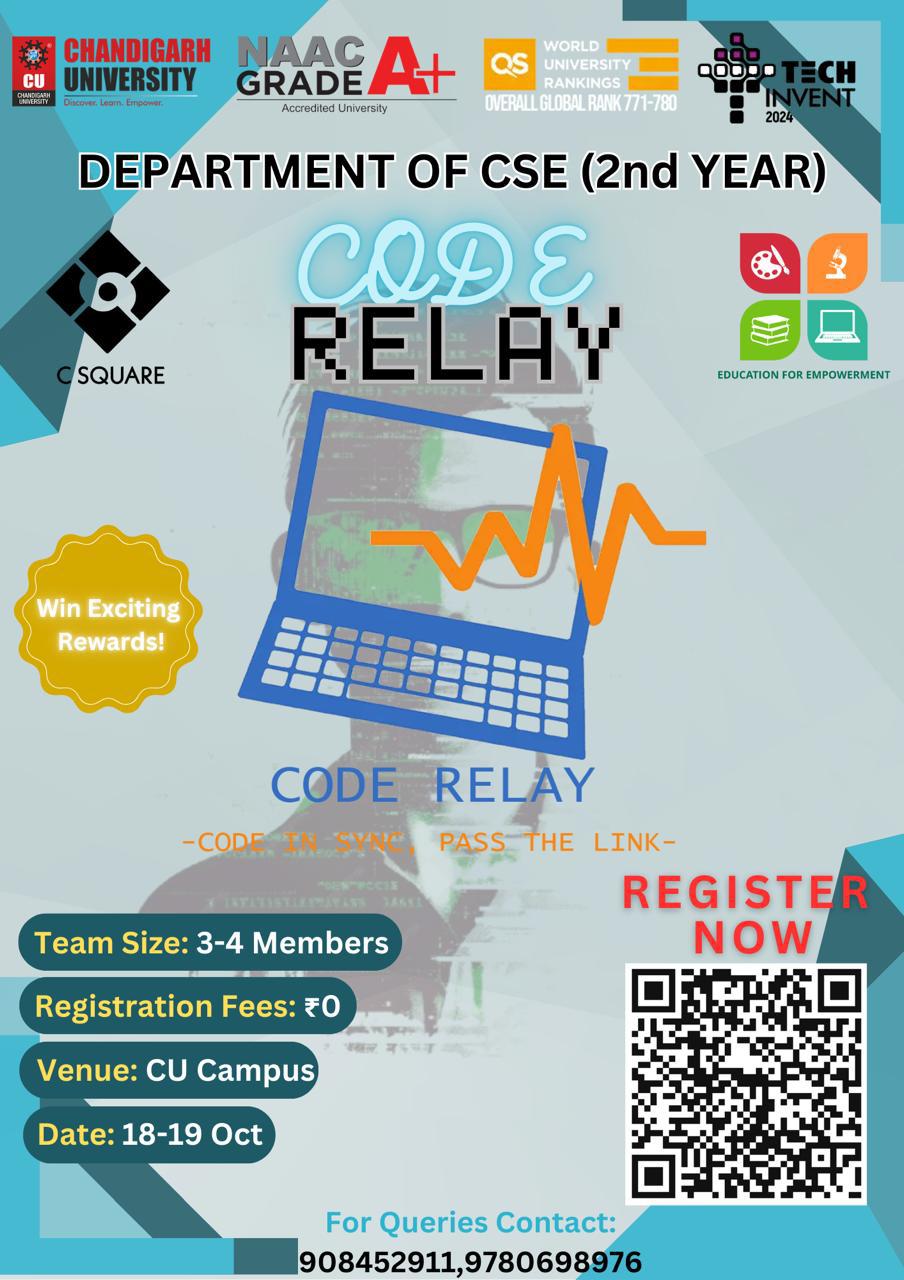 CU
CHANDIGARH
UNIVERSITY
CHANDIGARH
UNIVERSITY
Discover. Learn. Empower.
NAAC
GRADE A+
Accredited University
QS
WORLD
UNIVERSITY
RANKINGS
OVERALL GLOBAL RANK 771-780
TECH
INVENT
2024
DEPARTMENT OF CSE (2nd YEAR)
CODE
RELAY
C SQUARE
EDUCATION FOR EMPOWERMENT
Win Exciting
Rewards!
CODE RELAY
-CODE IN SYNC, PASS THE LINK-
REGISTER
NOW
Team Size: 3-4 Members
Registration Fees: ₹0
Venue: CU Campus
Date: 18-19 Oct
For Queries Contact:
908452911,9780698976